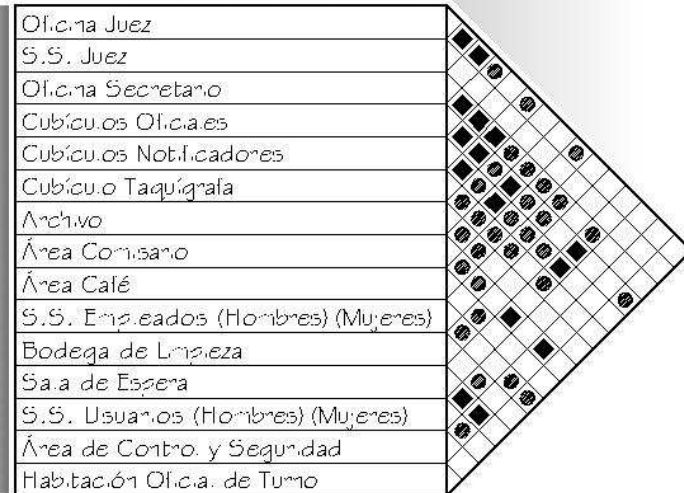 Oficina Juez
S.S. Juez
Oficina Secretario
Cubículos Oficiales
Cubículos Notificadores
Cubículo Taquígrafa
Archivo
Área Comisario
Área Café
S.S. Empleados (Hombres) (Mujeres)
Bodega de Limpieza
Sala de Espera
S.S. Usuarios (Hombres) (Mujeres)
Área de Control y Seguridad
Habitación Oficial de Turno